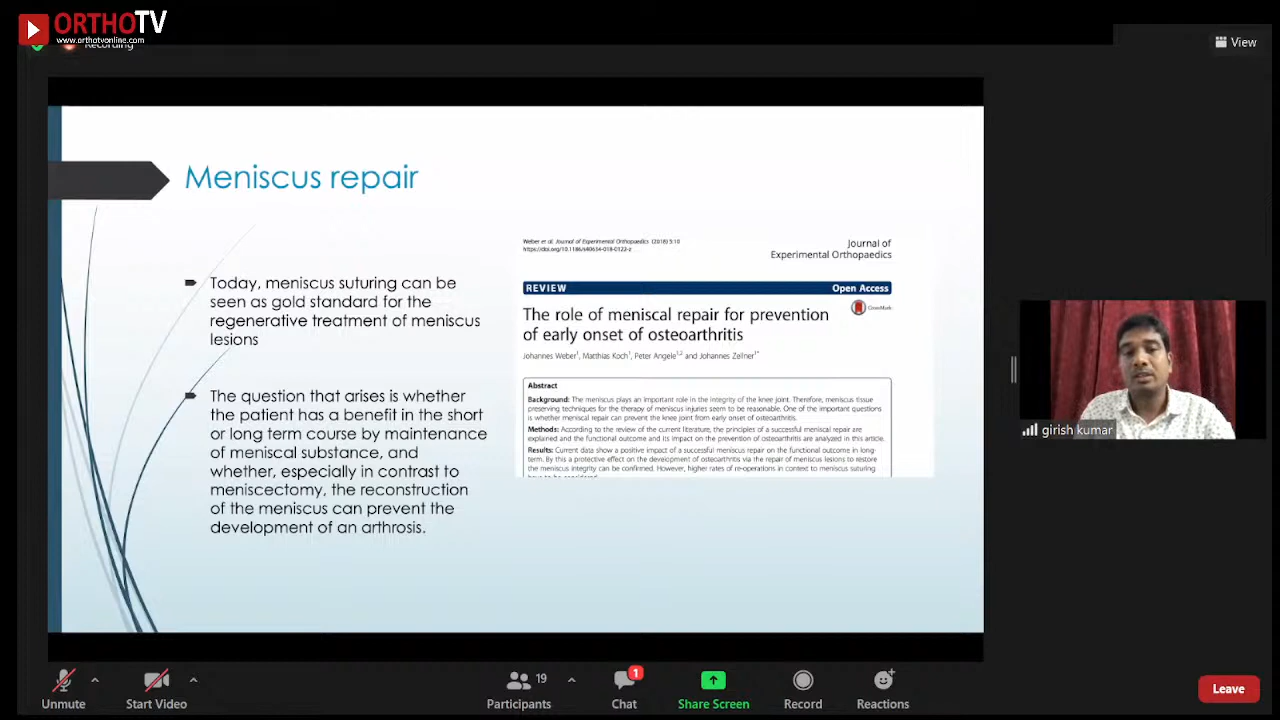 ORTHOTV
www.orthotvonline.com
Recording
View
Meniscus repair
Today, meniscus suturing can be
seen as gold standard for the
regenerative treatment of meniscus
lesions
The question that arises is whether
the patient has a benefit in the short
or long term course by maintenance
of meniscal substance, and
whether, especially in contrast to
meniscectomy, the reconstruction
of the meniscus can prevent the
development of an arthrosis.
Weber et al. Journal of Experimental Orthopaedics (2018) 5:10
https://doi.org/10.1186/s40634-018-0122-z
Journal of
Experimental Orthopaedics
REVIEW
Open Access
The role of meniscal repair for prevention
of early onset of osteoarthritis
CrossMark
Johannes Weber1, Matthias Koch1, Peter Angele1,2 and Johannes Zellner1*
Abstract
Background: The meniscus plays an important role in the integrity of the knee joint. Therefore, meniscus tissue
preserving techniques for the therapy of meniscus injuries seem to be reasonable. One of the important questions
is whether meniscal repair can prevent the knee joint from early onset of osteoarthritis.
Methods: According to the review of the current literature, the principles of a successful meniscal repair are
explained and the functional outcome and its impact on the prevention of osteoarthritis are analyzed in this article.
Results: Current data show a positive impact of a successful meniscus repair on the functional outcome in long-
term. By this a protective effect on the development of osteoarthritis via the repair of meniscus lesions to restore
the meniscus integrity can be confirmed. However, higher rates of re-operations in context to meniscus suturing
have to be considered.
girish kumar
Unmute
Start Video
19
Participants
1
Chat
Share Screen
Record
Reactions
Leave